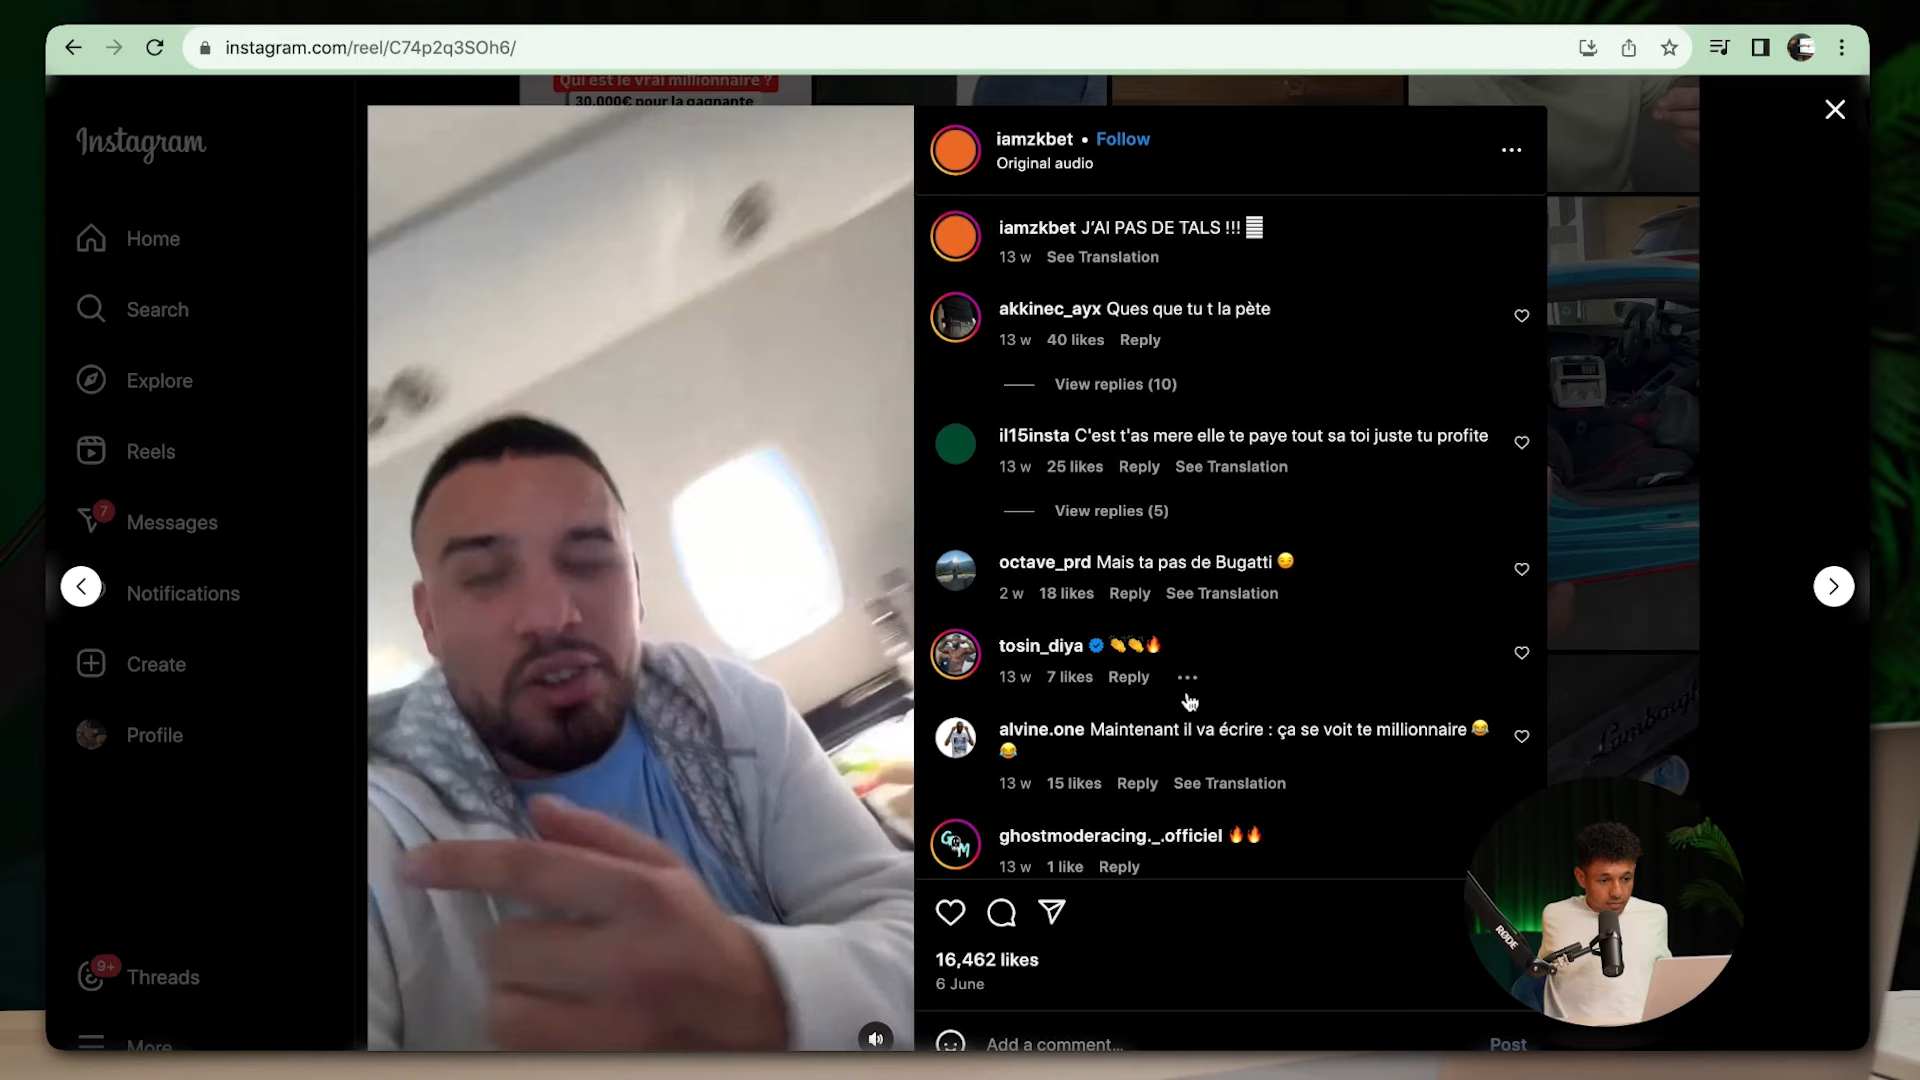 instagram.com/reel/C74p2q3SOh6/
Qui est le vrai millionnaire ?
30.000€ pour la gagnante
Instagram
Home
Search
Explore
Reels
7
Messages
Notifications
Create
Profile
9+
Threads
More
iamzkbet • Follow
Original audio
iamzkbet J'AI PAS DE TALS !!!
13 w See Translation
akkinec_ayx Ques que tu t la pète
13 w 40 likes Reply
View replies (10)
il15insta C'est t'as mere elle te paye tout sa toi juste tu profite
13 w 25 likes Reply See Translation
View replies (5)
octave_prd Mais ta pas de Bugatti 😏
2 w 18 likes Reply See Translation
tosin_diya 👏👏🔥
13 w 7 likes Reply
alvine.one Maintenant il va écrire : ça se voit te millionnaire 😂
😂
13 w 15 likes Reply See Translation
GM
ghostmoderacing._.officiel 🔥🔥
13 w 1 like Reply
16,462 likes
6 June
Add a comment...
Post
Lamborghi
RØDE